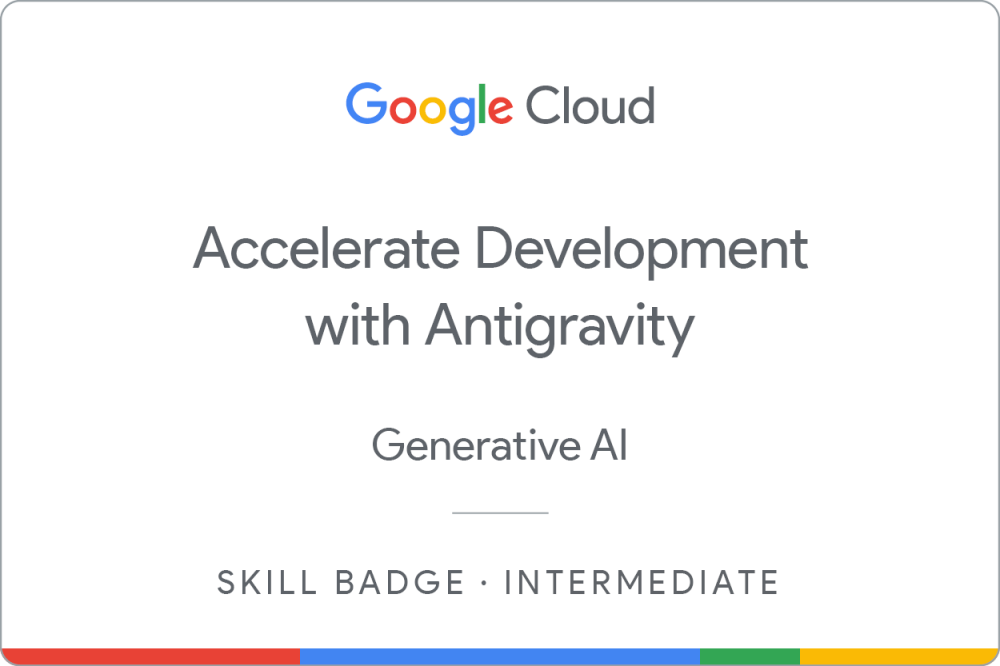 Google Cloud
Accelerate Development
with Antigravity
Generative AI
SKILL BADGE · INTERMEDIATE